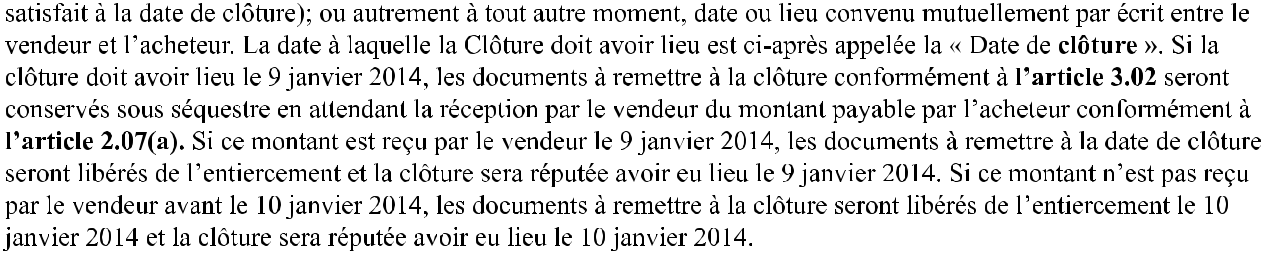 satisfait à la date de clôture); ou autrement à tout autre moment, date ou lieu convenu mutuellement par écrit entre le
vendeur et l'acheteur. La date à laquelle la Clôture doit avoir lieu est ci-après appelée la « Date de clôture ». Si la
clôture doit avoir lieu le 9 janvier 2014, les documents à remettre à la clôture conformément à l'article 3.02 seront
conservés sous séquestre en attendant la réception par le vendeur du montant payable par l'acheteur conformément à
l'article 2.07(a). Si ce montant est reçu par le vendeur le 9 janvier 2014, les documents à remettre à la date de clôture
seront libérés de l'entiercement et la clôture sera réputée avoir eu lieu le 9 janvier 2014. Si ce montant n'est pas reçu
par le vendeur avant le 10 janvier 2014, les documents à remettre à la clôture seront libérés de l'entiercement le 10
janvier 2014 et la clôture sera réputée avoir eu lieu le 10 janvier 2014.